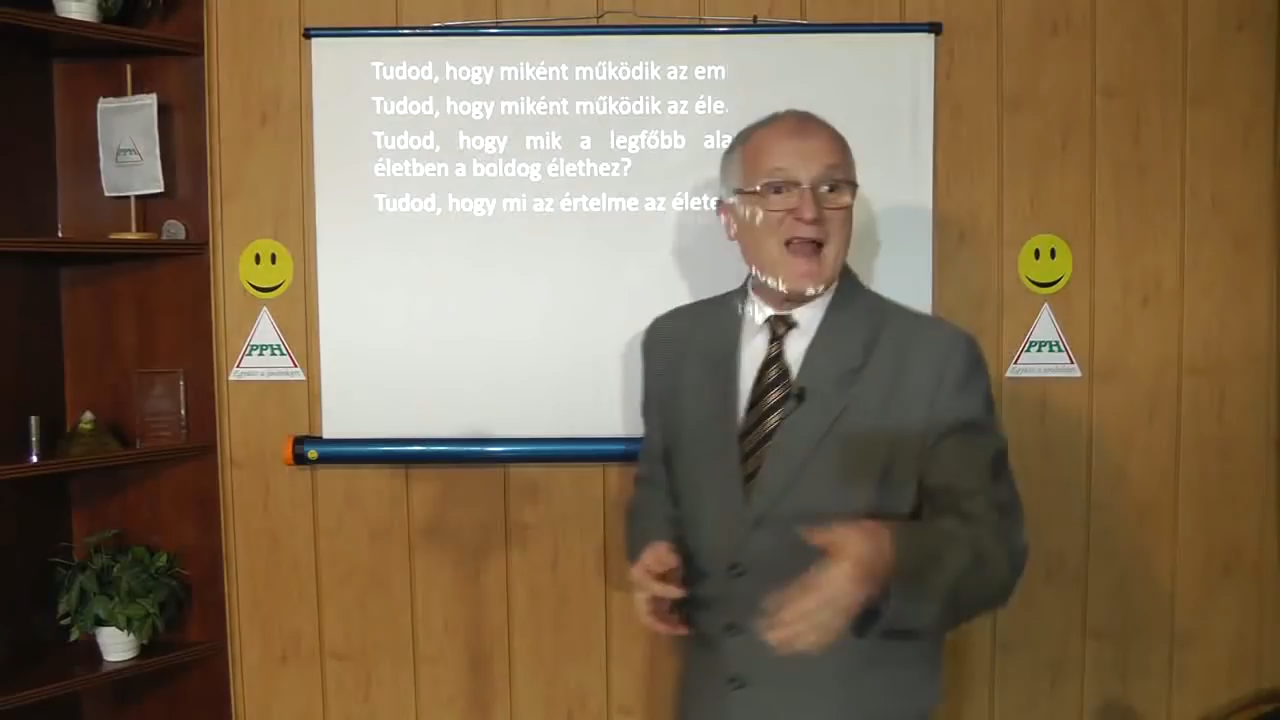 Tudod, hogy miként működik az em
Tudod, hogy miként működik az éle
Tudod, hogy mik a legfőbb ala
életben a boldog élethez?
Tudod, hogy mi az értelme az élete
PPH
PPH
PPH